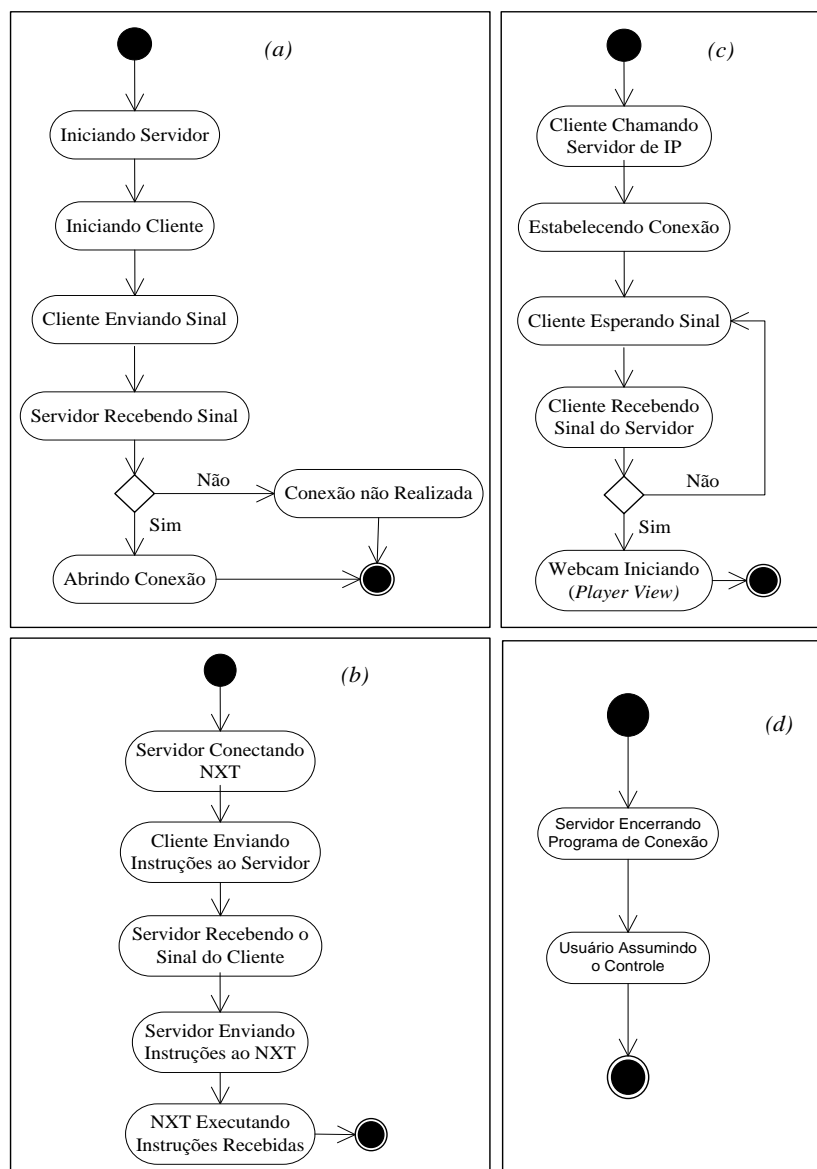 (a)
Iniciando Servidor
Iniciando Cliente
Cliente Enviando Sinal
Servidor Recebendo Sinal
Não
Conexão não Realizada
Sim
Abrindo Conexão
(c)
Cliente Chamando
Servidor de IP
Estabelecendo Conexão
Cliente Esperando Sinal
Cliente Recebendo
Sinal do Servidor
Não
Sim
Webcam Iniciando
(Player View)
(b)
Servidor Conectando
NXT
Cliente Enviando
Instruções ao Servidor
Servidor Recebendo o
Sinal do Cliente
Servidor Enviando
Instruções ao NXT
NXT Executando
Instruções Recebidas
(d)
Servidor Encerrando
Programa de Conexão
Usuário Assumindo
o Controle